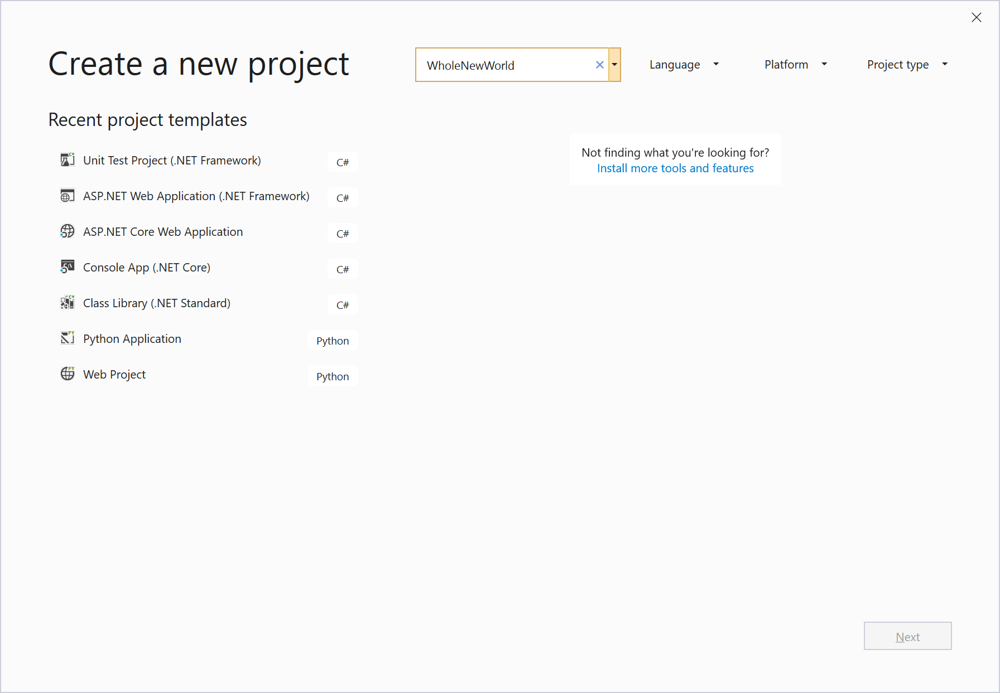 Create a new project
WholeNewWorld
Language
Platform
Project type
Recent project templates
Unit Test Project (.NET Framework) C#
ASP.NET Web Application (.NET Framework) C#
ASP.NET Core Web Application C#
Console App (.NET Core) C#
Class Library (.NET Standard) C#
Python Application Python
Web Project Python
Not finding what you're looking for?
Install more tools and features
Next